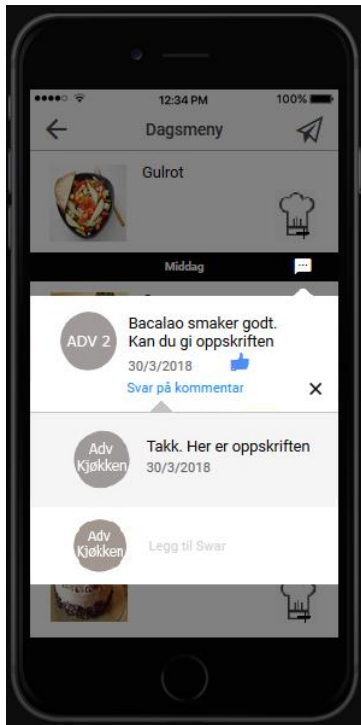 12:34 PM
100%
Dagsmeny
Gulrot
Middag
ADV 2
Bacalao smaker godt.
Kan du gi oppskriften
30/3/2018
Svar på kommentar
Adv
Kjøkken
Takk. Her er oppskriften
30/3/2018
Adv
Kjøkken
Legg til Swar